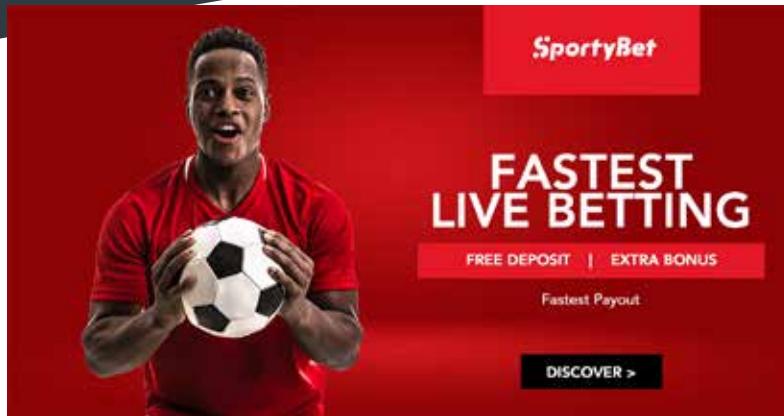 SportyBet
FASTEST
LIVE BETTING
FREE DEPOSIT | EXTRA BONUS
Fastest Payout
DISCOVER >